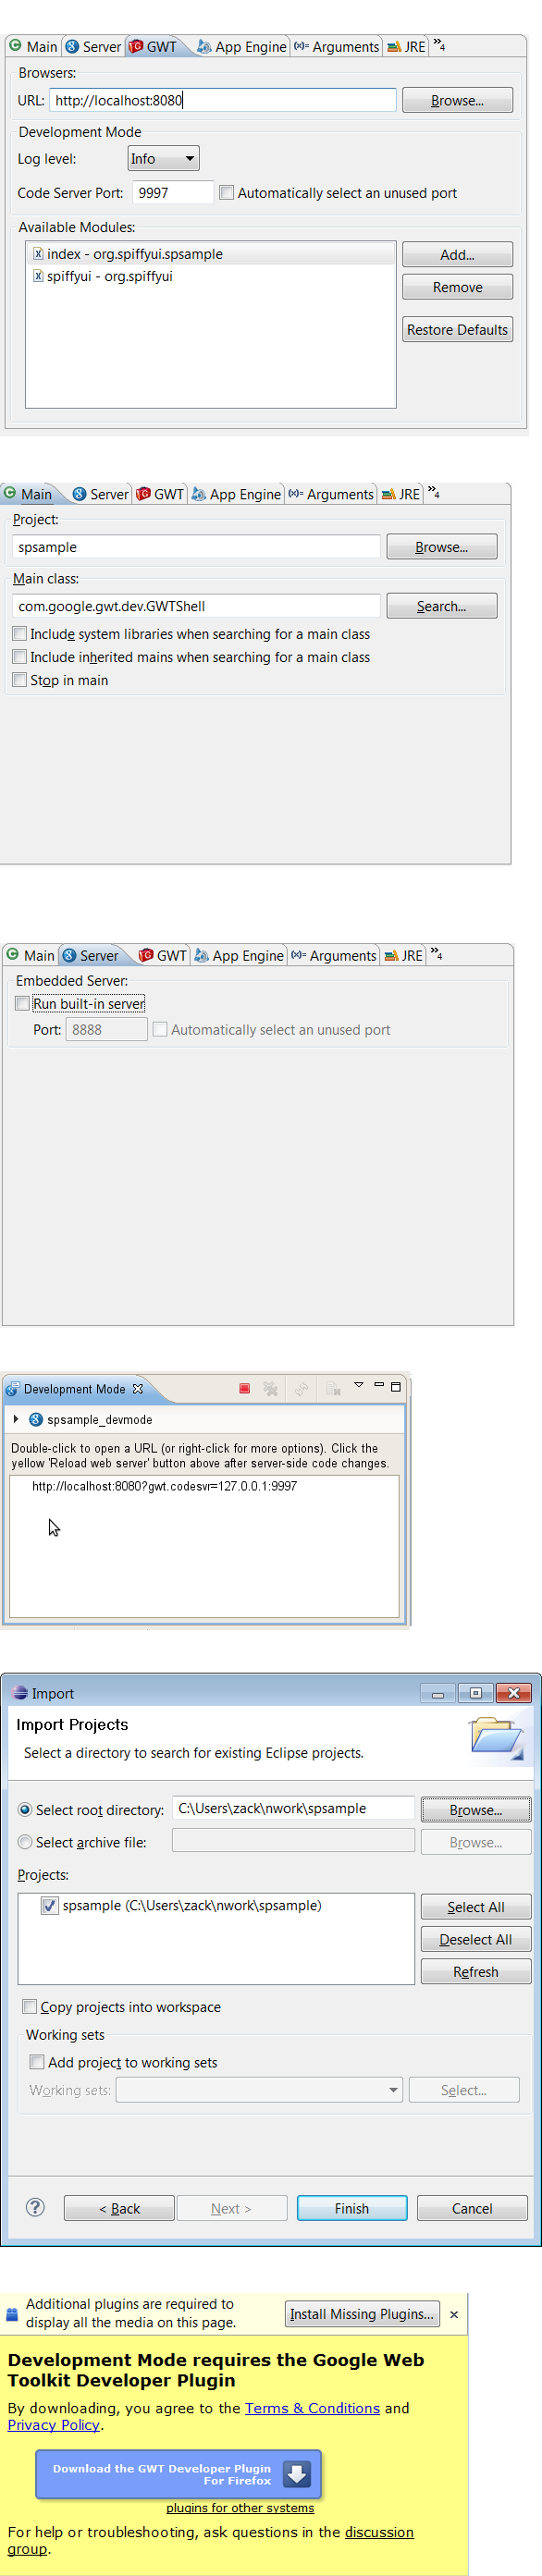 Main Server GWT App Engine (x)= Arguments JRE »4
Browsers:
URL: http://localhost:8080 Browse...
Development Mode
Log level: Info
Code Server Port: 9997 Automatically select an unused port
Available Modules:
index - org.spiffyui.spsample Add...
spiffyui - org.spiffyui
Remove
Restore Defaults
Main Server GWT App Engine (x)= Arguments JRE »4
Project:
spsample Browse...
Main class:
com.google.gwt.dev.GWTShell Search...
Include system libraries when searching for a main class
Include inherited mains when searching for a main class
Stop in main
Main Server GWT App Engine (x)= Arguments JRE »4
Embedded Server:
Run built-in server
Port: 8888 Automatically select an unused port
Development Mode
spsample_devmode
Double-click to open a URL (or right-click for more options). Click the
yellow 'Reload web server' button above after server-side code changes.
http://localhost:8080?gwt.codesvr=127.0.0.1:9997
Import
Import Projects
Select a directory to search for existing Eclipse projects.
Select root directory: C:\Users\zack\nwork\spsample Browse...
Select archive file: Browse...
Projects:
spsample (C:\Users\zack\nwork\spsample) Select All
Deselect All
Refresh
Copy projects into workspace
Working sets
Add project to working sets
Working sets: Select...
? < Back Next > Finish Cancel
Additional plugins are required to
display all the media on this page. Install Missing Plugins...
Development Mode requires the Google Web
Toolkit Developer Plugin
By downloading, you agree to the Terms & Conditions and
Privacy Policy.
Download the GWT Developer Plugin
For Firefox
plugins for other systems
For help or troubleshooting, ask questions in the discussion
group.